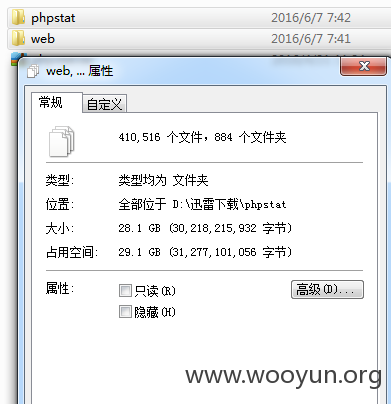 phpstat 2016/6/7 7:42
web 2016/6/7 7:41
web, ... 属性
常规 自定义
410,516 个文件，884 个文件夹
类型: 类型均为 文件夹
位置: 全部位于 D:\迅雷下载\phpstat
大小: 28.1 GB (30,218,215,932 字节)
占用空间: 29.1 GB (31,277,101,056 字节)
属性: 只读(R) 高级(D)...
隐藏(H)
www.wooyun.org